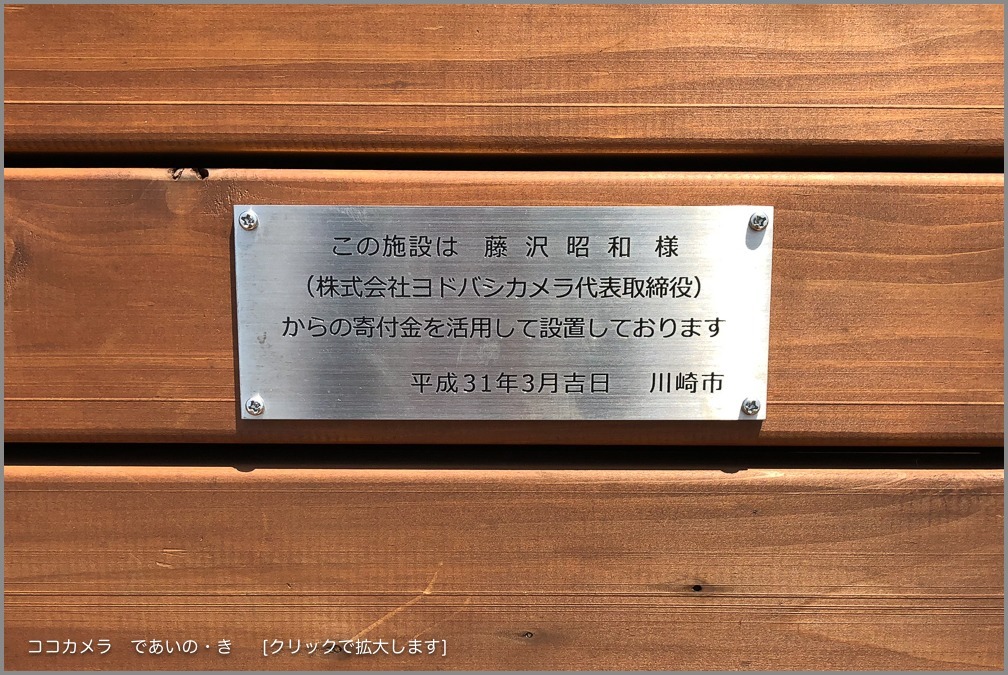 この施設は　藤 沢 昭 和 様
（株式会社ヨドバシカメラ代表取締役）
からの寄付金を活用して設置しております
平成31年3月吉日　川崎市
ココカメラ　であいの・き　[クリックで拡大します]